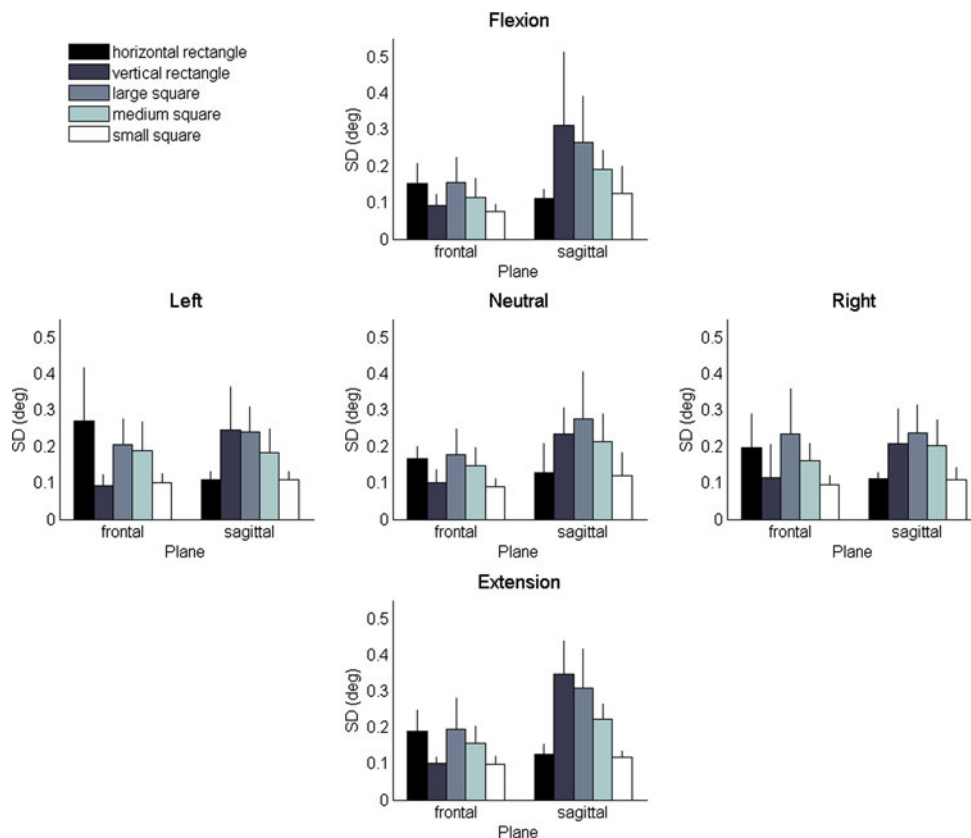 Flexion
horizontal rectangle
vertical rectangle
large square
medium square
small square
SD (deg)
0.5
0.4
0.3
0.2
0.1
0
frontal sagittal
Plane
Left
SD (deg)
0.5
0.4
0.3
0.2
0.1
0
frontal sagittal
Plane
Neutral
SD (deg)
0.5
0.4
0.3
0.2
0.1
0
frontal sagittal
Plane
Right
SD (deg)
0.5
0.4
0.3
0.2
0.1
0
frontal sagittal
Plane
Extension
SD (deg)
0.5
0.4
0.3
0.2
0.1
0
frontal sagittal
Plane